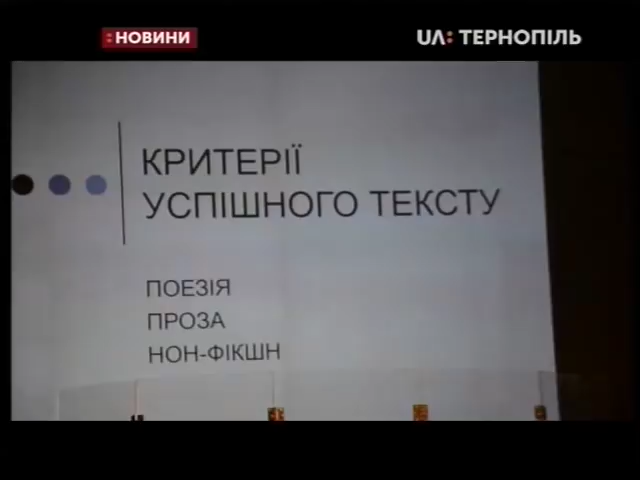 :НОВИНИ
UA: ТЕРНОПІЛЬ
КРИТЕРІЇ
УСПІШНОГО ТЕКСТУ
ПОЕЗІЯ
ПРОЗА
НОН-ФІКШН